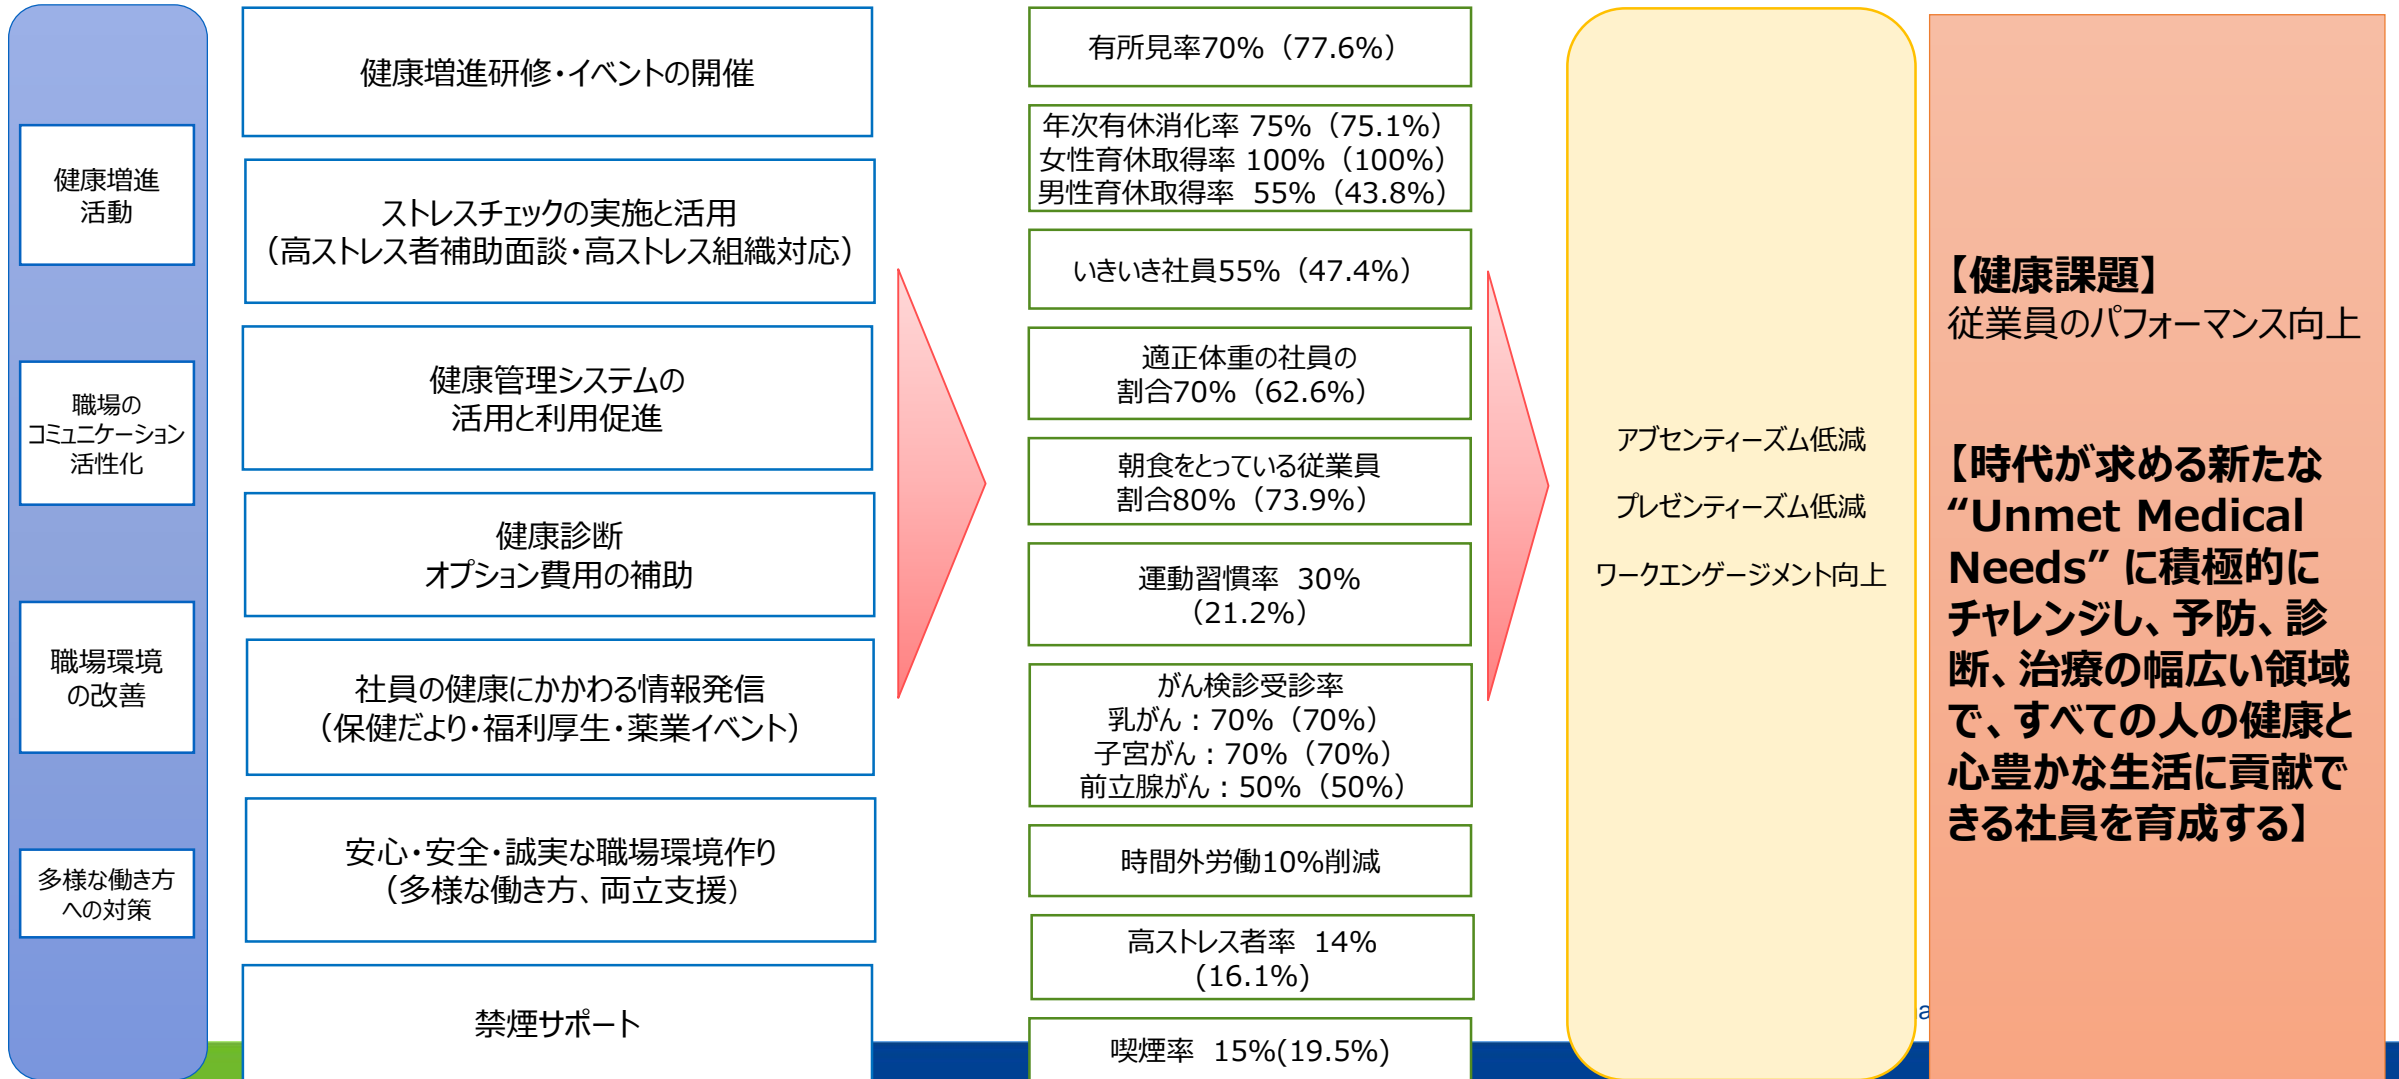 健康増進
活動
職場の
コミュニケーション
活性化
職場環境
の改善
多様な働き方
への対策
健康増進研修・イベントの開催
ストレスチェックの実施と活用
（高ストレス者補助面談・高ストレス組織対応）
健康管理システムの
活用と利用促進
健康診断
オプション費用の補助
社員の健康にかかわる情報発信
（保健だより・福利厚生・薬業イベント）
安心・安全・誠実な職場環境作り
（多様な働き方、両立支援）
禁煙サポート
有所見率70%（77.6%）
年次有休消化率 75%（75.1%）
女性育休取得率 100%（100%）
男性育休取得率 55%（43.8%）
いきいき社員55%（47.4%）
適正体重の社員の
割合70%（62.6%）
朝食をとっている従業員
割合80%（73.9%）
運動習慣率 30%
（21.2%）
がん検診受診率
乳がん：70%（70%）
子宮がん：70%（70%）
前立腺がん：50%（50%）
時間外労働10%削減
高ストレス者率 14%
(16.1%)
喫煙率 15%(19.5%)
アブセンティーズム低減
プレゼンティーズム低減
ワークエンゲージメント向上
【健康課題】
従業員のパフォーマンス向上
【時代が求める新たな
“Unmet Medical
Needs” に積極的に
チャレンジし、予防、診
断、治療の幅広い領域
で、すべての人の健康と
心豊かな生活に貢献で
きる社員を育成する】